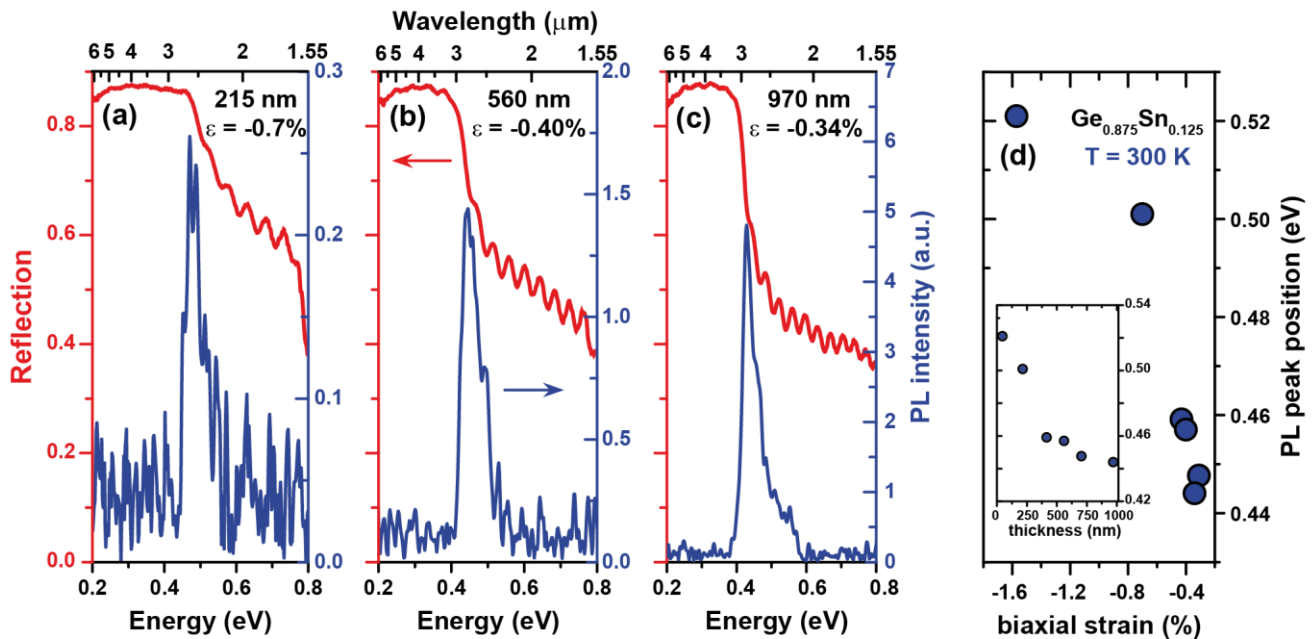 Wavelength (μm)
6 5 4 3 2 1.55
6 5 4 3 2 1.55
6 5 4 3 2 1.55
(a)
215 nm
ε = -0.7%
(b)
560 nm
ε = -0.40%
(c)
970 nm
ε = -0.34%
(d)
Ge0.875Sn0.125
T = 300 K
Reflection
0.8
0.6
0.4
0.2
0.0
0.3
0.2
0.1
0.0
2.0
1.5
1.0
0.5
0.0
PL intensity (a.u.)
7
6
5
4
3
2
1
0
0.2 0.4 0.6 0.8
Energy (eV)
0.2 0.4 0.6 0.8
Energy (eV)
0.2 0.4 0.6 0.8
Energy (eV)
0.54
0.50
0.46
0.42
0 250 500 750 1000
thickness (nm)
PL peak position (eV)
0.52
0.50
0.48
0.46
0.44
-1.6 -1.2 -0.8 -0.4
biaxial strain (%)